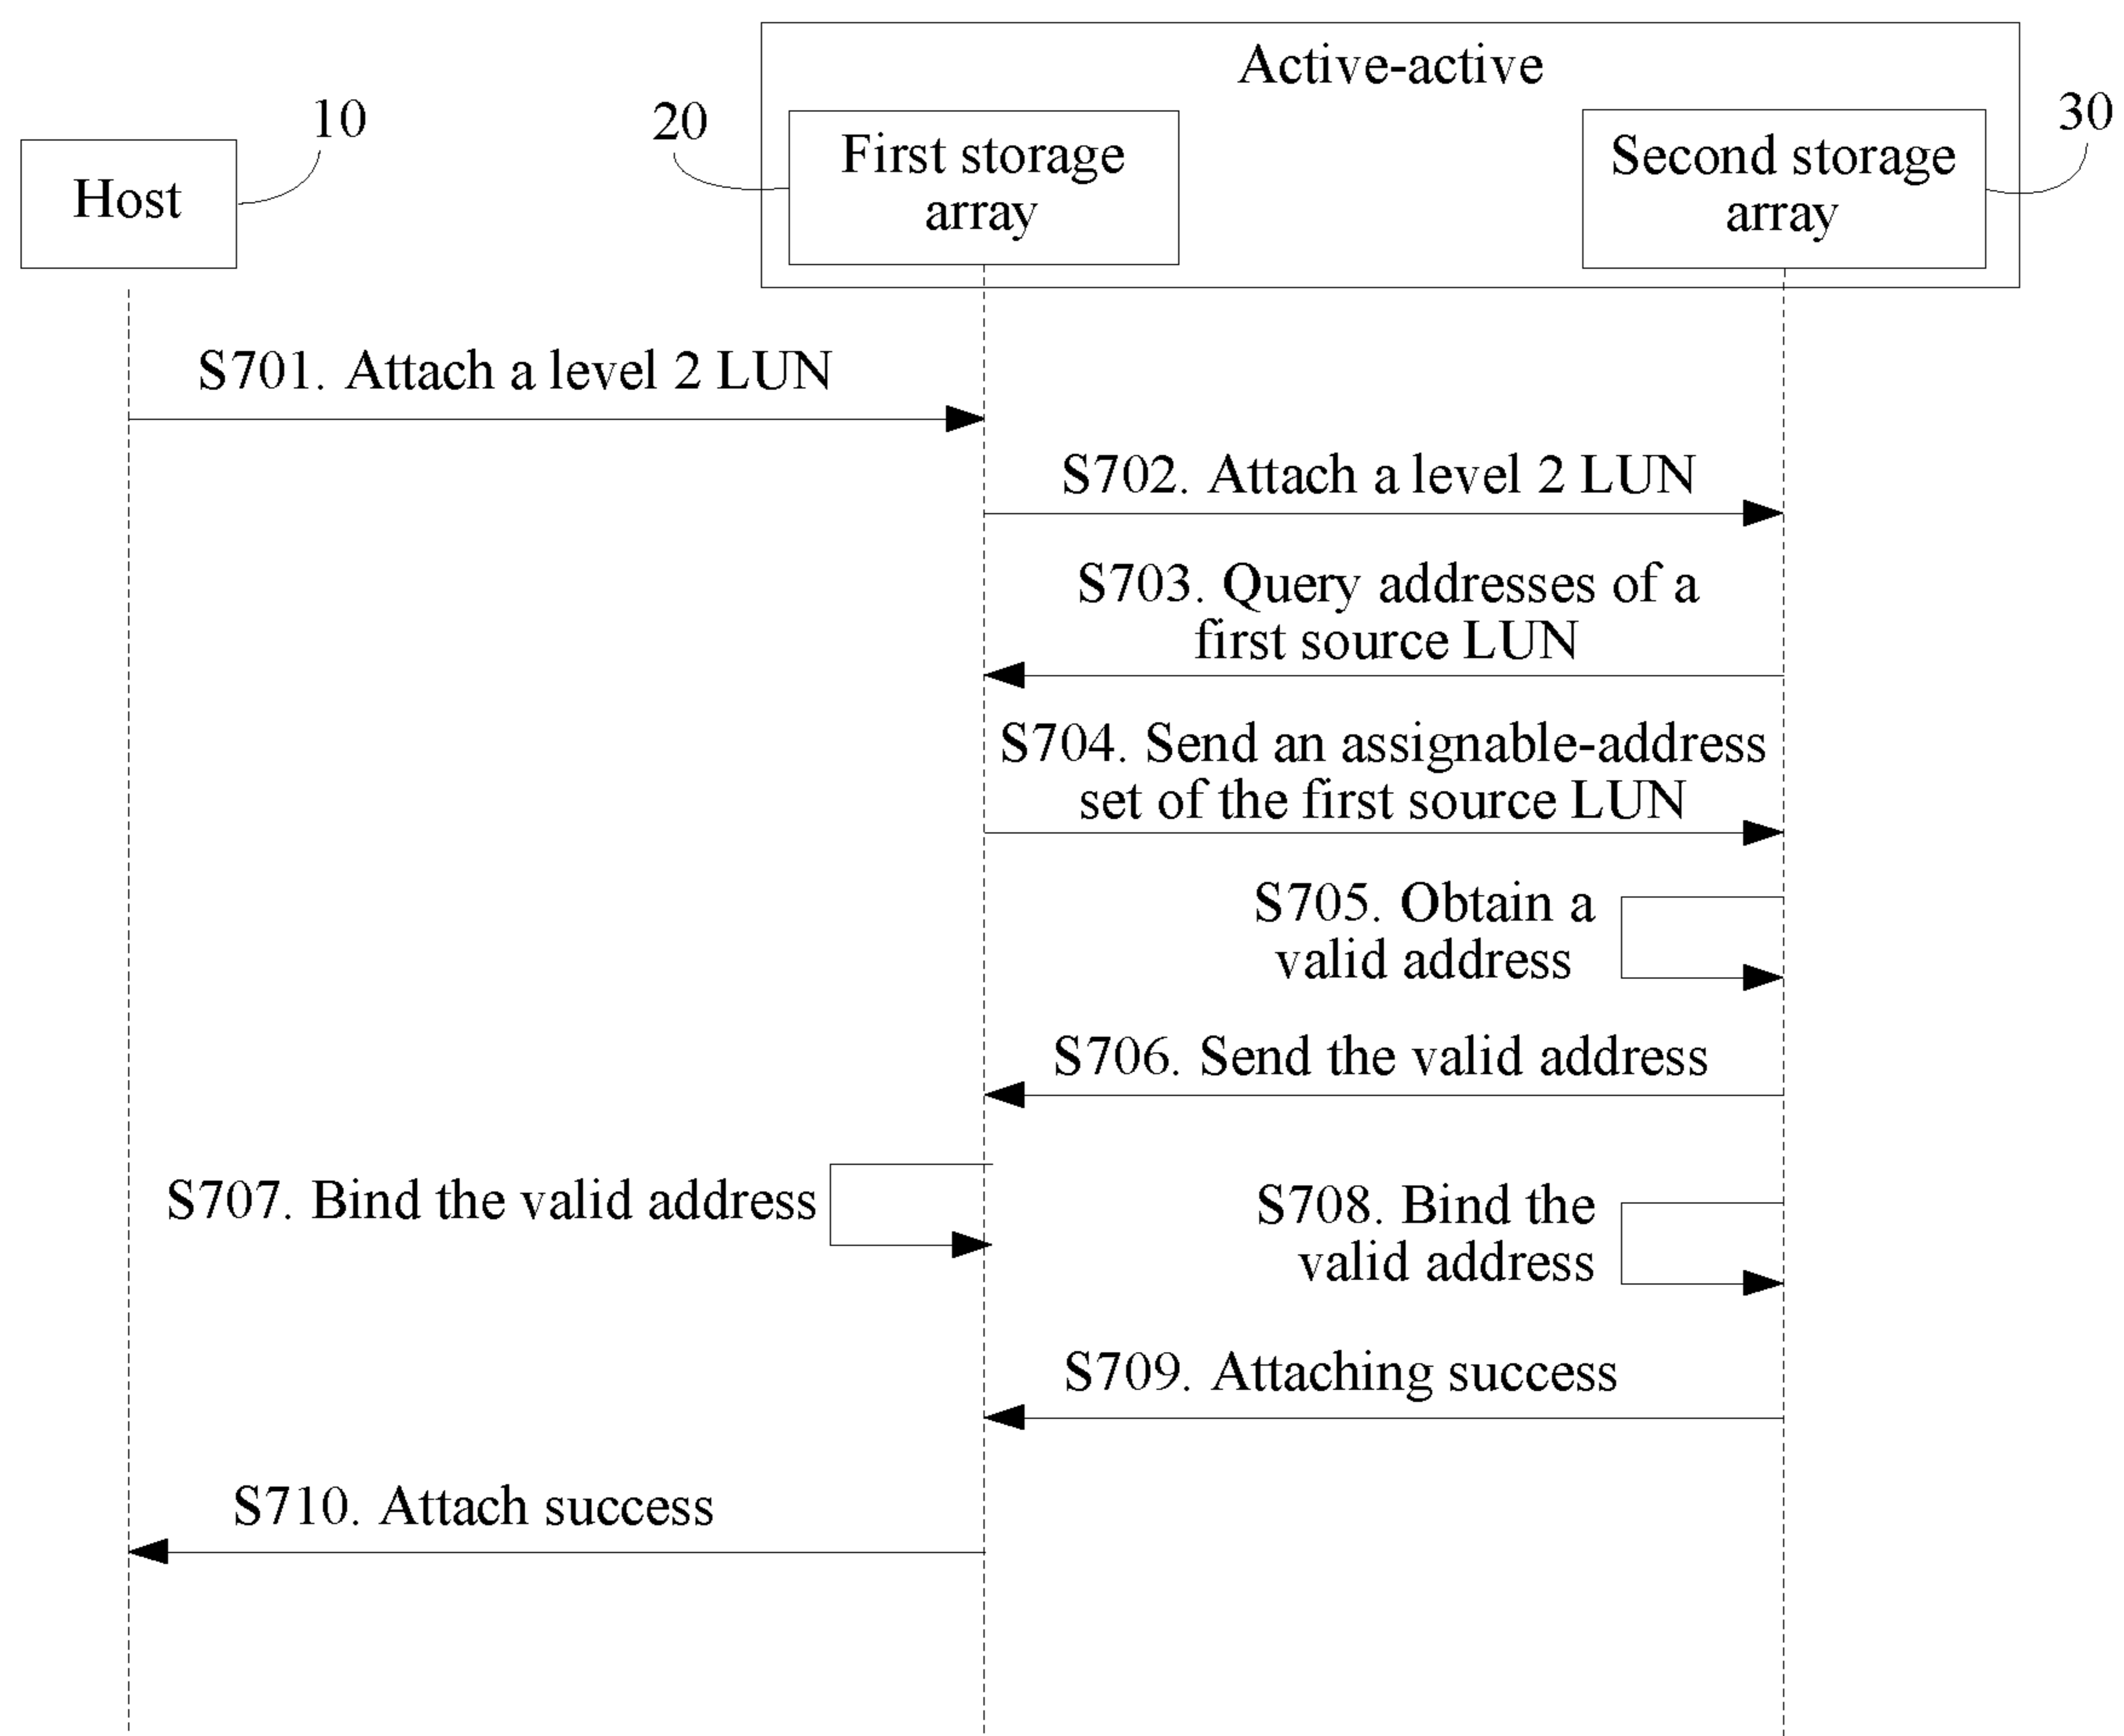 Active-active
10
20
30
Host
First storage
array
Second storage
array
S701. Attach a level 2 LUN
S702. Attach a level 2 LUN
S703. Query addresses of a
first source LUN
S704. Send an assignable-address
set of the first source LUN
S705. Obtain a
valid address
S706. Send the valid address
S707. Bind the valid address
S708. Bind the
valid address
S709. Attaching success
S710. Attach success